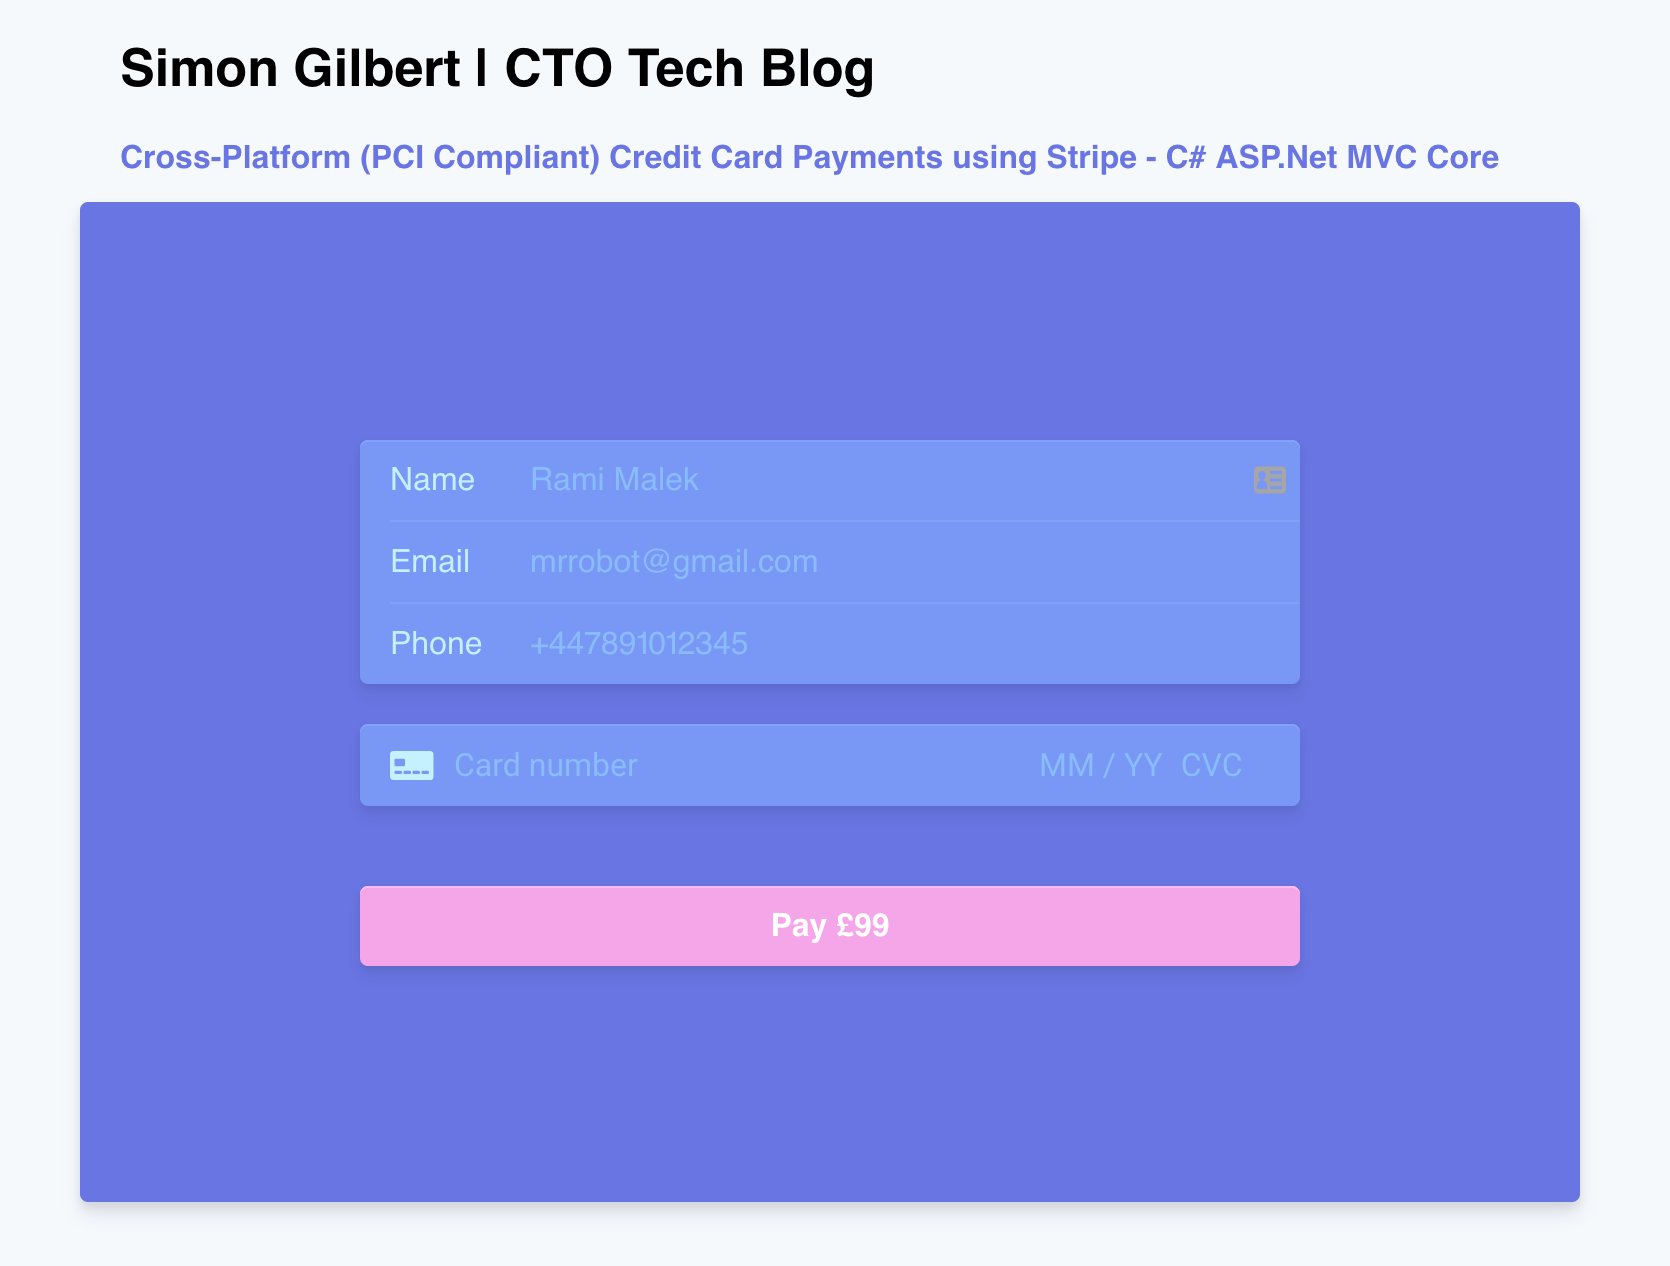 Simon Gilbert | CTO Tech Blog
Cross-Platform (PCI Compliant) Credit Card Payments using Stripe - C# ASP.Net MVC Core
Name Rami Malek
Email mrrobot@gmail.com
Phone +447891012345
Card number MM / YY CVC
Pay £99